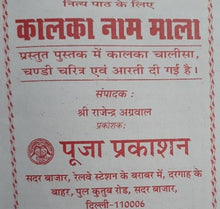 नित्य पाठ के लिए
कालका नाम माला
प्रस्तुत पुस्तक में कालका चालीसा,
चण्डी चरित्र एवं आरती दी गई है।
संपादक :
श्री राजेन्द्र अग्रवाल
प्रकाशक:
पूजा प्रकाशन
सदर बाजार, रेलवे स्टेशन के बराबर में, दरगाह के
बाहर, पुल कुतुब रोड, सदर बाजार,
दिल्ली-110006